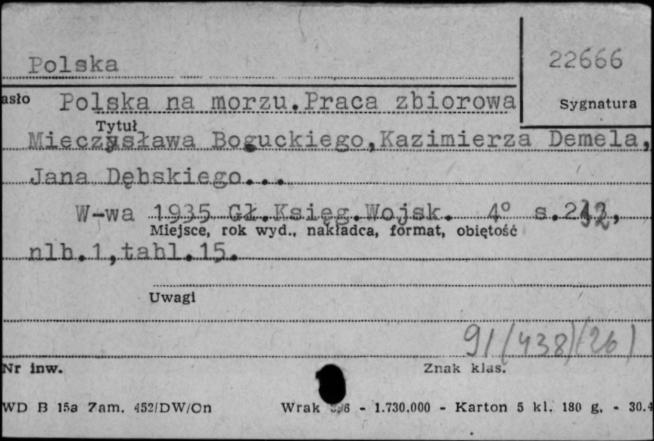 Polska
22666
asło Polska na morzu.Praca zbiorowa
Sygnatura
Tytuł
Mieczysława Boguckiego,Kazimierza Demela,
Jana Dębskiego...
W-wa 1935 Gł.Księg.Wojsk. 4° s.
Miejsce, rok wyd., nakładca, format, objętość
nlb.1,tabl.15.
Uwagi
91(438)(26)
Nr inw.
Znak klas.
WD B 15a Zam. 452/DW/Cn Wrak - 1.730.000 - Karton 5 kl. 180 g. - 30.4